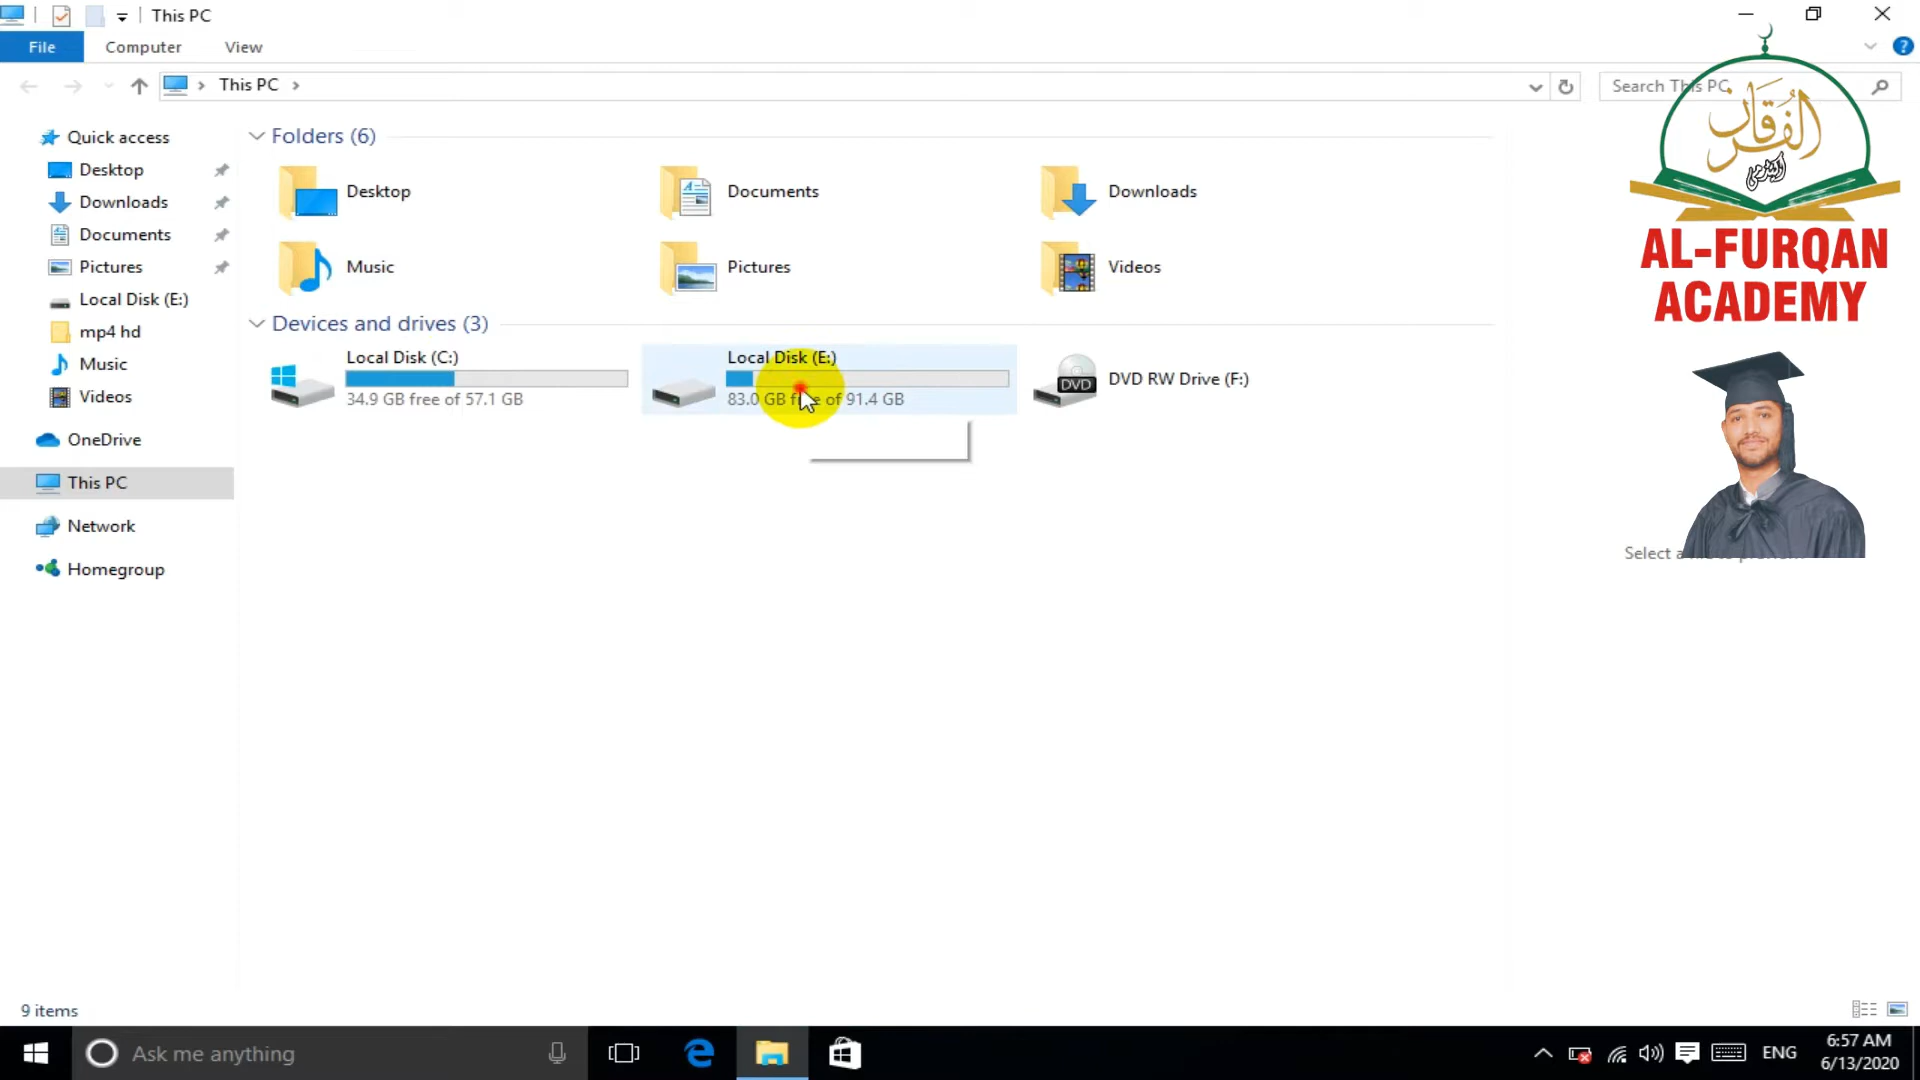 This PC
File
Computer
View
This PC
Search This PC
Quick access
Desktop
Downloads
Documents
Pictures
Local Disk (E:)
mp4 hd
Music
Videos
OneDrive
This PC
Network
Homegroup
Folders (6)
Desktop
Documents
Downloads
Music
Pictures
Videos
Devices and drives (3)
Local Disk (C:)
34.9 GB free of 57.1 GB
Local Disk (E:)
83.0 GB free of 91.4 GB
DVD
DVD RW Drive (F:)
الفرقان
اکیڈمی
AL-FURQAN
ACADEMY
Select a
9 items
Ask me anything
ENG
6:57 AM
6/13/2020